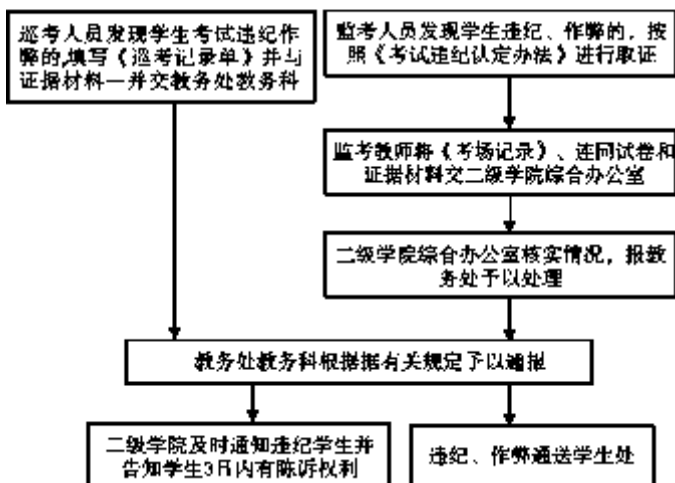 巡考人员发现学生考试违纪作
弊的,填写《巡考记录单》并与
证据材料一并交教务处教务科
监考人员发现学生违纪、作弊的，按
照《考试违纪认定办法》进行取证
监考教师将《考场记录》、连同试卷和
证据材料交二级学院综合办公室
二级学院综合办公室核实情况，报教
务处予以处理
教务处教务科根据据有关规定予以通报
二级学院及时通知违纪学生并
告知学生3日内有陈诉权利
违纪、作弊通送学生处